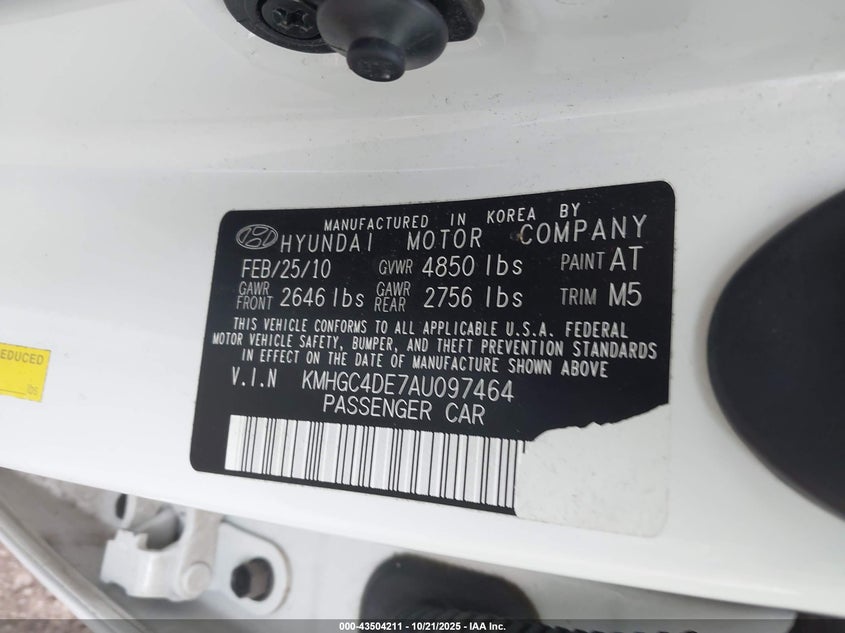 MANUFACTURED IN KOREA BY
HYUNDAI MOTOR COMPANY
FEB/25/10 GVWR 4850 lbs PAINT AT
GAWR FRONT 2646 lbs GAWR REAR 2756 lbs TRIM M5
THIS VEHICLE CONFORMS TO ALL APPLICABLE U.S.A. FEDERAL
MOTOR VEHICLE SAFETY, BUMPER, AND THEFT PREVENTION STANDARDS
IN EFFECT ON THE DATE OF MANUFACTURE SHOWN ABOVE
V.I.N KMHGC4DE7AU097464
PASSENGER CAR
EDUCED
lbs
000-43504211 - 10/21/2025 - IAA Inc.